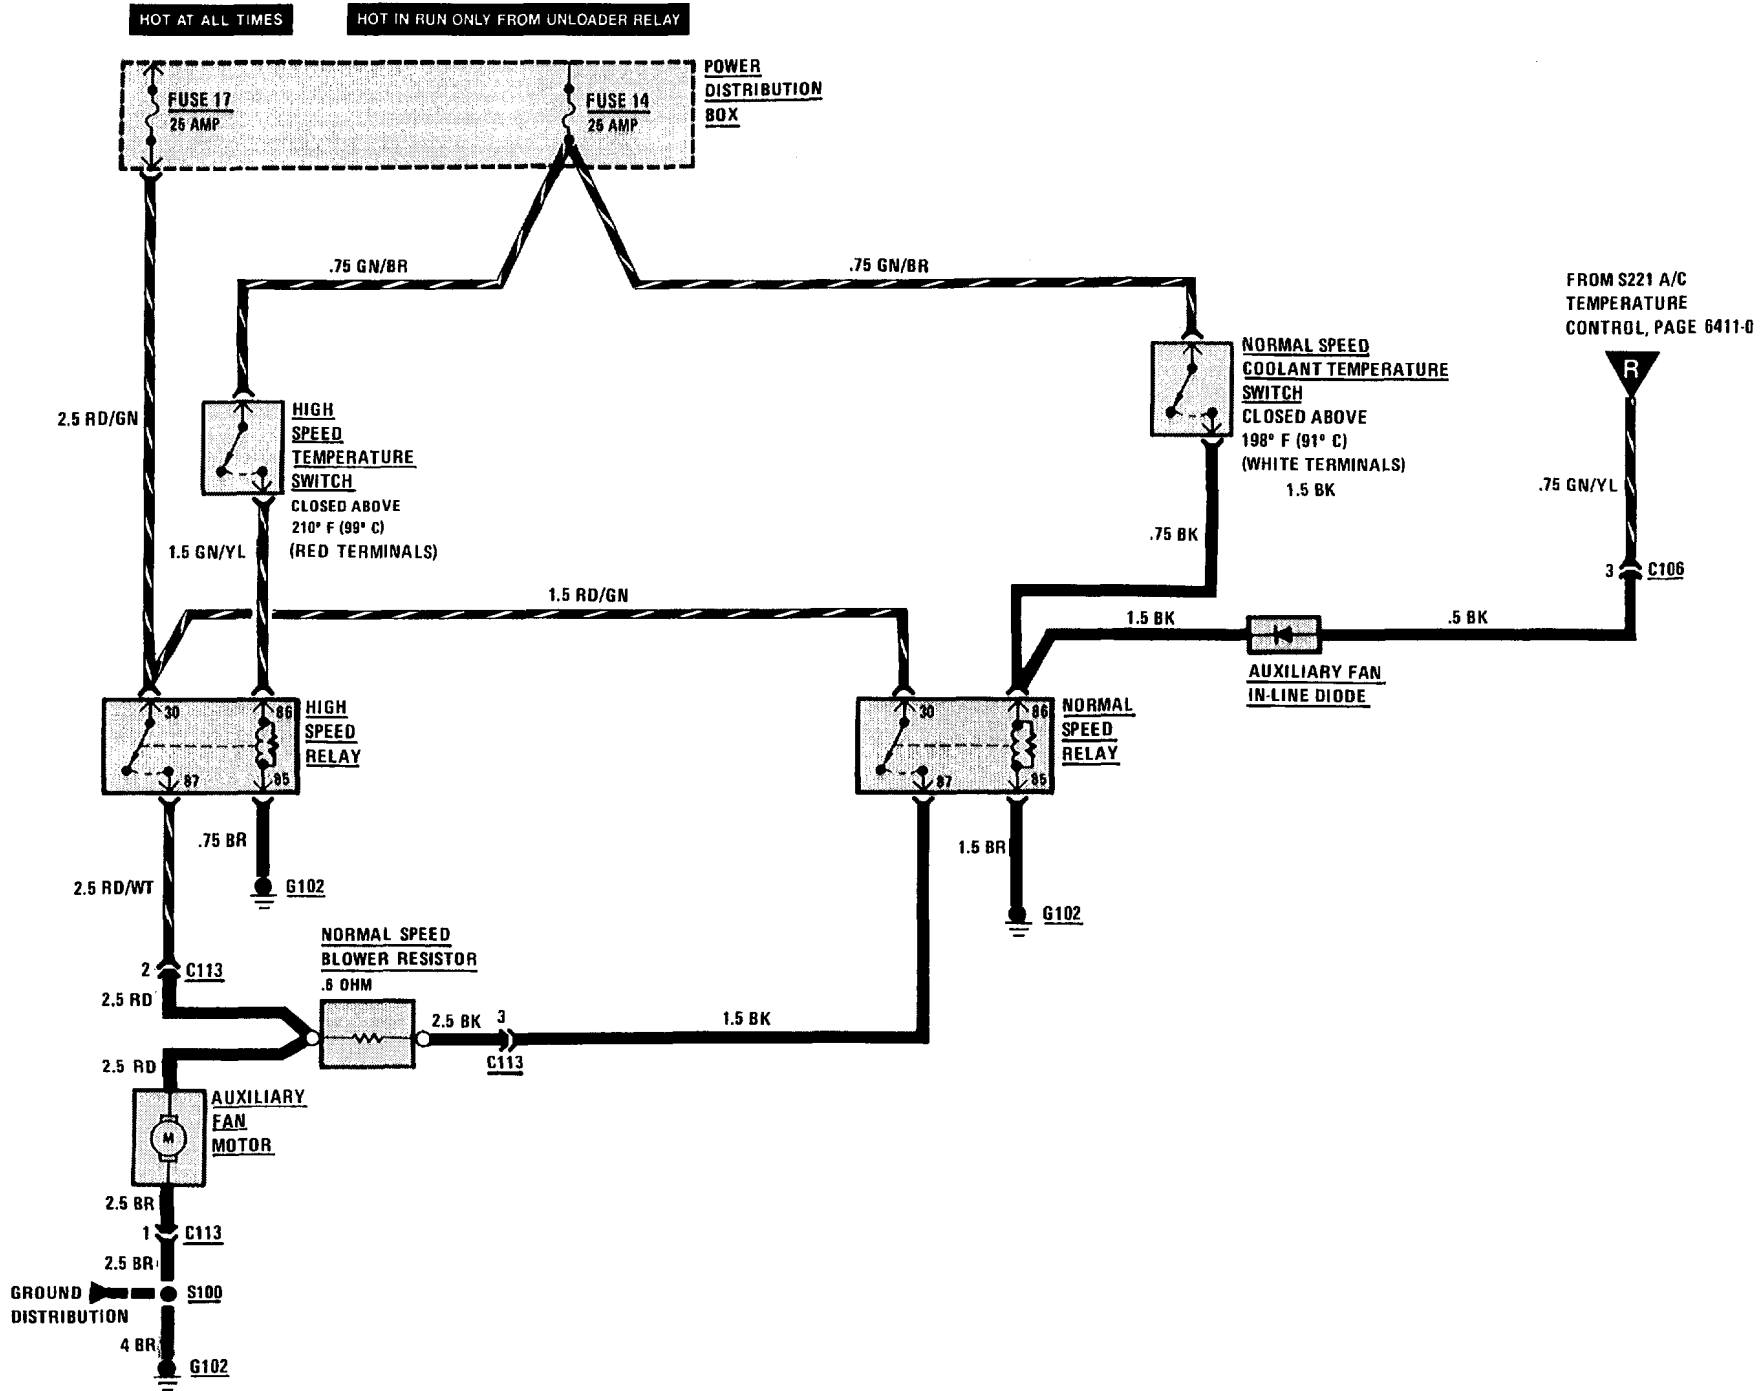 HOT AT ALL TIMES
HOT IN RUN ONLY FROM UNLOADER RELAY
POWER
DISTRIBUTION
BOX
FUSE 17
25 AMP
FUSE 14
25 AMP
.75 GN/BR
.75 GN/BR
FROM S221 A/C
TEMPERATURE
CONTROL, PAGE 6411-0
R
NORMAL SPEED
COOLANT TEMPERATURE
SWITCH
CLOSED ABOVE
198° F (91° C)
(WHITE TERMINALS)
1.5 BK
2.5 RD/GN
HIGH
SPEED
TEMPERATURE
SWITCH
CLOSED ABOVE
210° F (99° C)
(RED TERMINALS)
1.5 GN/YL
.75 GN/YL
.75 BK
3
C106
1.5 RD/GN
1.5 BK
.5 BK
AUXILIARY FAN
IN-LINE DIODE
30
86
87
85
HIGH
SPEED
RELAY
30
86
87
85
NORMAL
SPEED
RELAY
.75 BR
G102
1.5 BR
G102
2.5 RD/WT
NORMAL SPEED
BLOWER RESISTOR
.6 OHM
2
C113
2.5 RD
2.5 BK
3
C113
1.5 BK
2.5 RD
AUXILIARY
FAN
MOTOR
M
2.5 BR
1
C113
2.5 BR
GROUND
DISTRIBUTION
S100
4 BR
G102